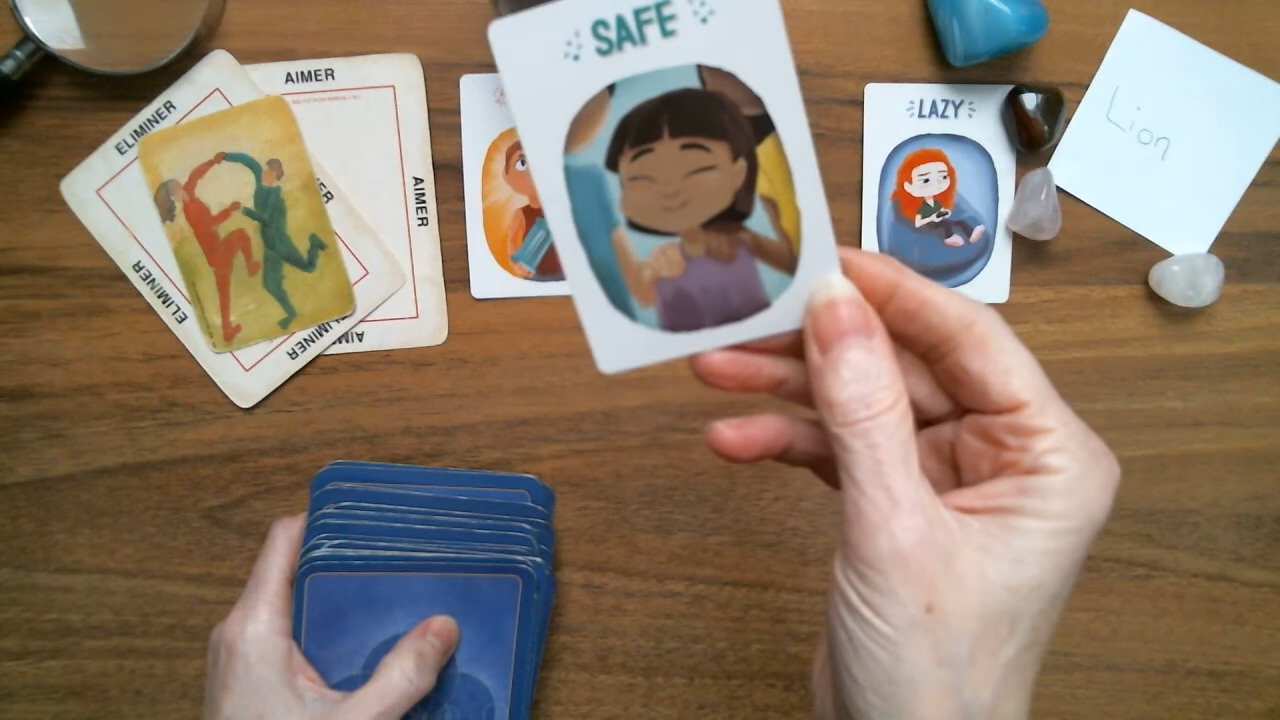 SAFE
AIMER
ELIMINER
AIMER
ELIMINER
ELIMINER
AIMER
LAZY
Lion